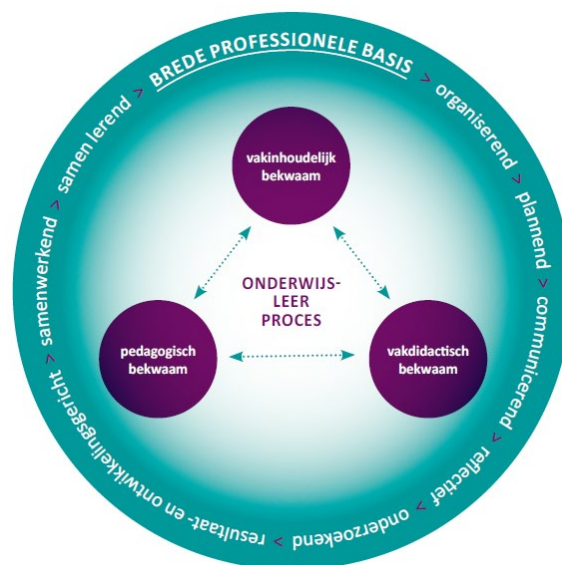 BREDE PROFESSIONELE BASIS > organiserend > plannend > communicerend > reflectief > onderzoekend > resultaat- en ontwikkelingsgericht > samenwerkend > samen lerend >
vakinhoudelijk
bekwaam
ONDERWIJS-
LEER
PROCES
pedagogisch
bekwaam
vakdidactisch
bekwaam